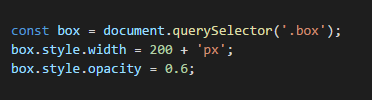 const box = document.querySelector('.box');
box.style.width = 200 + 'px';
box.style.opacity = 0.6;